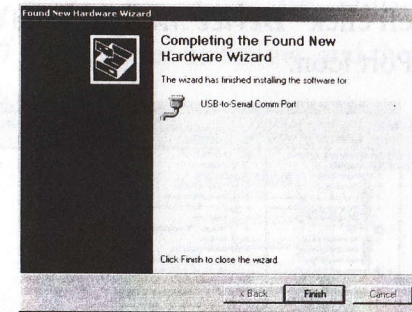 Found New Hardware Wizard
Completing the Found New
Hardware Wizard
The wizard has finished installing the software for
USB-to-Serial Comm Port
Click Finish to close the wizard
< Back
Finish
Cancel